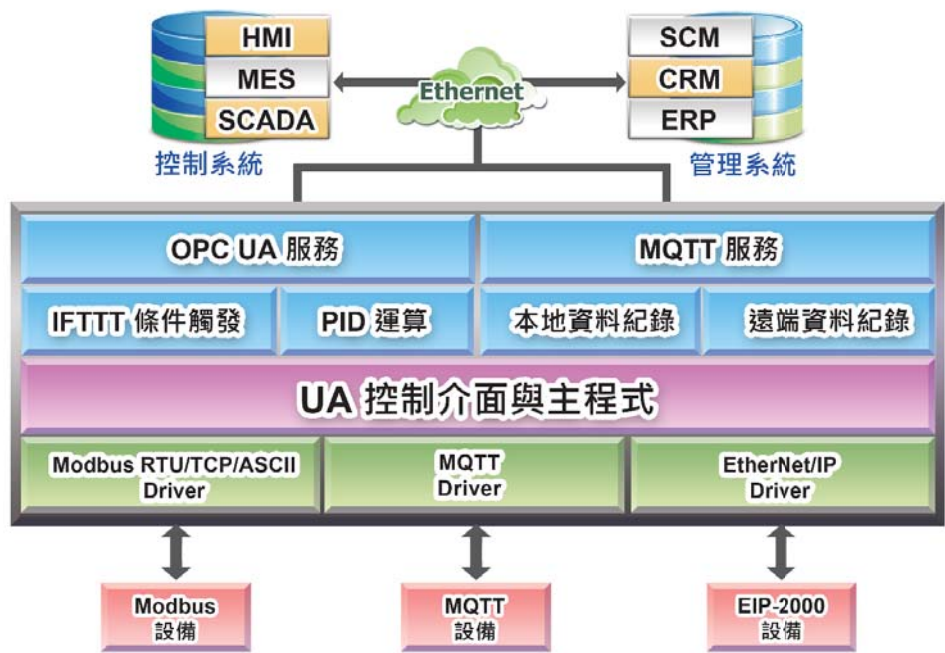 HMI
MES
SCADA
控制系統
Ethernet
SCM
CRM
ERP
管理系統
OPC UA 服務
MQTT 服務
IFTTT 條件觸發
PID 運算
本地資料紀錄
遠端資料紀錄
UA 控制介面與主程式
Modbus RTU/TCP/ASCII
Driver
MQTT
Driver
EtherNet/IP
Driver
Modbus
設備
MQTT
設備
EIP-2000
設備